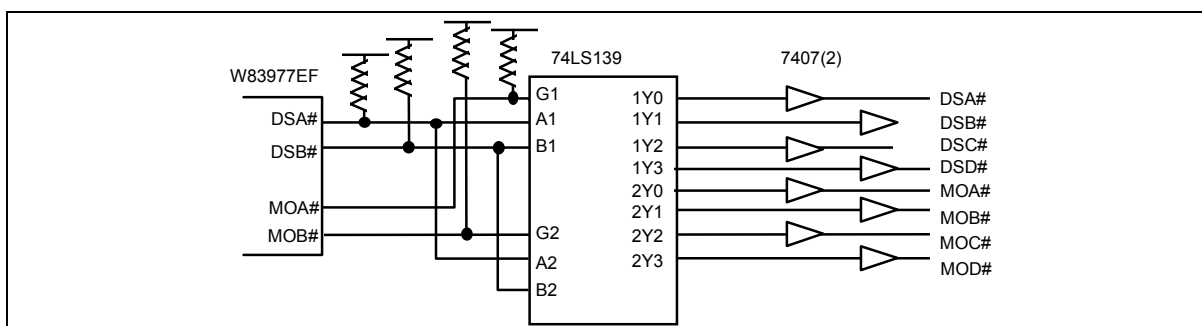 74LS139 7407(2)
W83977EF
G1 1Y0 DSA#
DSA# A1 1Y1 DSB#
DSB# B1 1Y2 DSC#
1Y3 DSD#
2Y0 MOA#
MOA# 2Y1 MOB#
MOB# G2 2Y2 MOC#
A2 2Y3 MOD#
B2